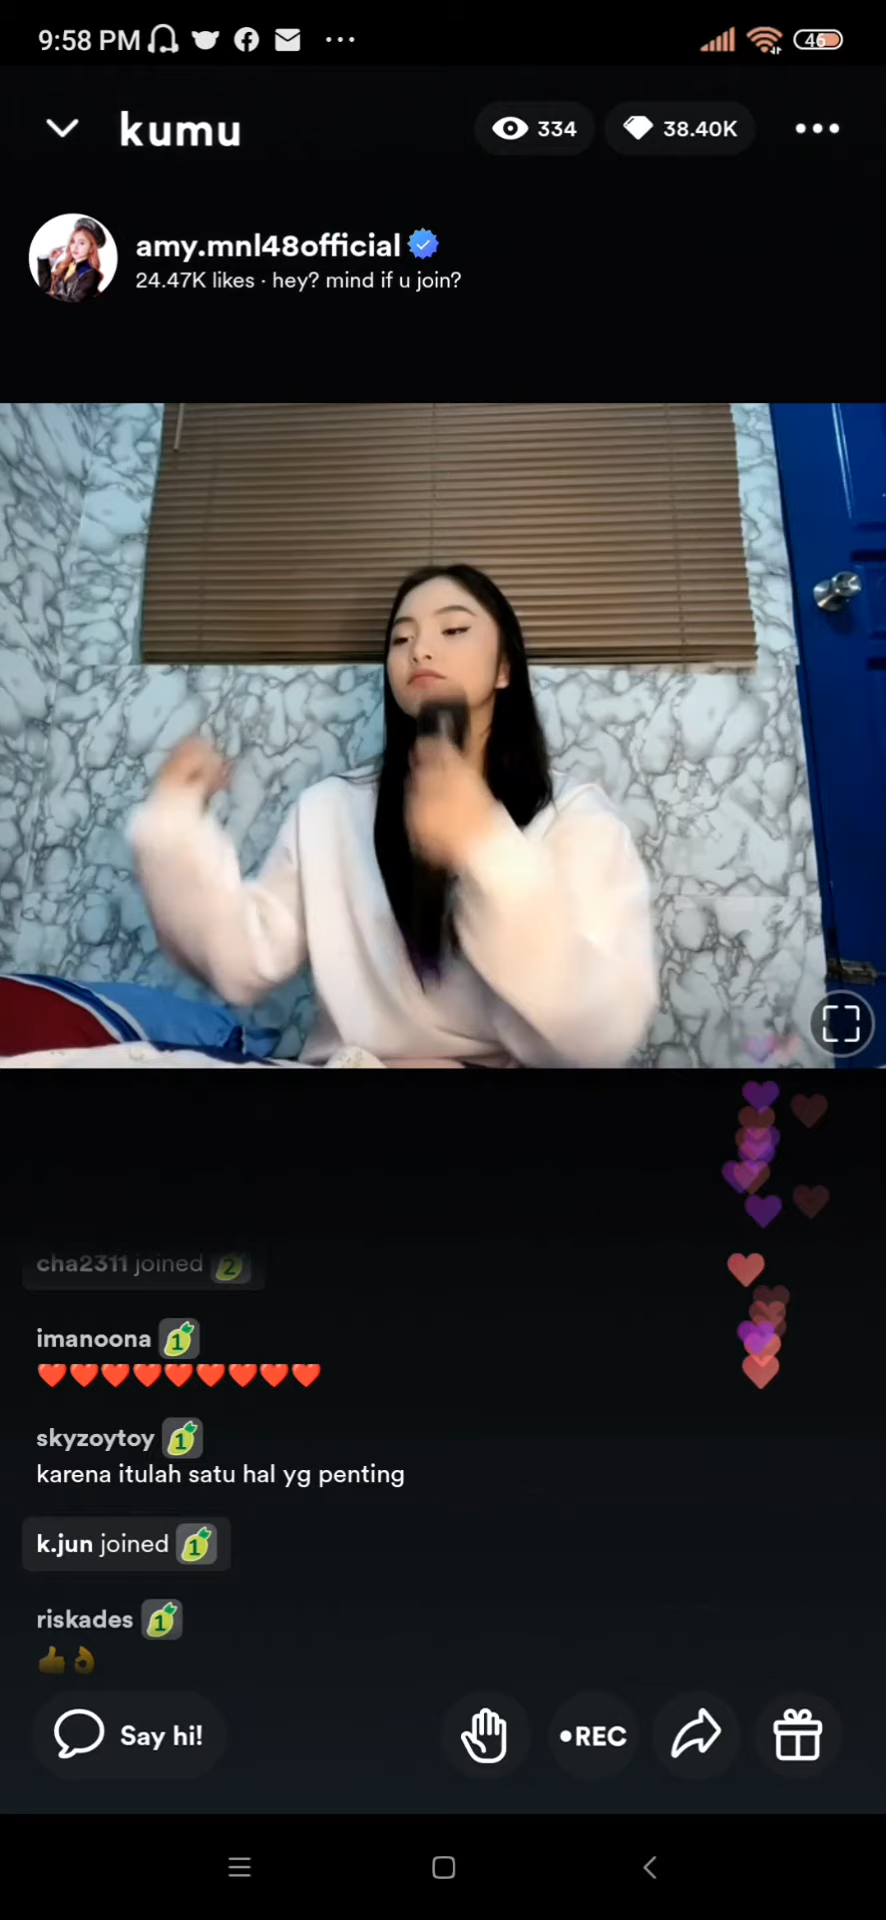 9:58 PM
46
kumu
334
38.40K
amy.mnl48official
24.47K likes · hey? mind if u join?
cha2311 joined 2
imanoona 1
skyzoytoy 1
karena itulah satu hal yg penting
k.jun joined 1
riskades 1
Say hi!
•REC